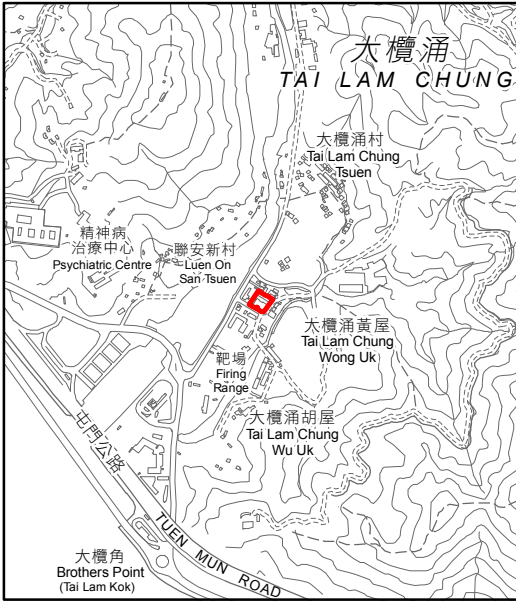 大欖涌
TAI LAM CHUNG
大欖涌村
Tai Lam Chung
Tsuen
精神病
治療中心
Psychiatric Centre
聯安新村
Luen On
San Tsuen
大欖涌黃屋
Tai Lam Chung
Wong Uk
靶場
Firing
Range
大欖涌胡屋
Tai Lam Chung
Wu Uk
屯門公路
TUEN MUN ROAD
大欖角
Brothers Point
(Tai Lam Kok)